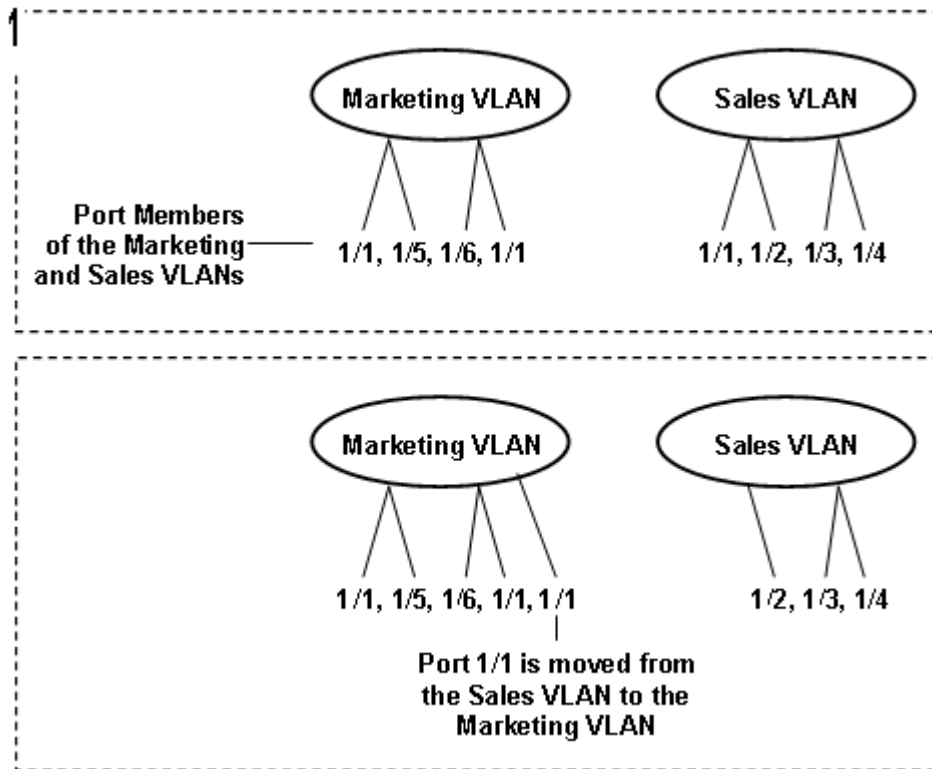 1
Marketing VLAN
Sales VLAN
Port Members
of the Marketing
and Sales VLANs
1/1, 1/5, 1/6, 1/1
1/1, 1/2, 1/3, 1/4
Marketing VLAN
Sales VLAN
1/1, 1/5, 1/6, 1/1, 1/1
1/2, 1/3, 1/4
Port 1/1 is moved from
the Sales VLAN to the
Marketing VLAN